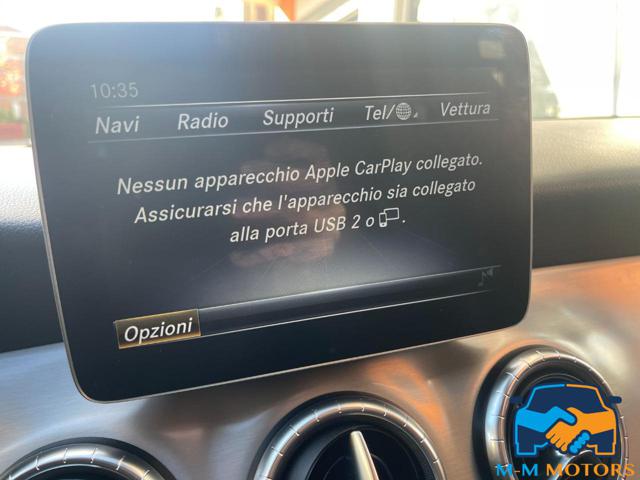 10:35
Navi Radio Supporti Tel/ Vettura
Nessun apparecchio Apple CarPlay collegato.
Assicurarsi che l'apparecchio sia collegato
alla porta USB 2 o .
Opzioni
M-M MOTORS